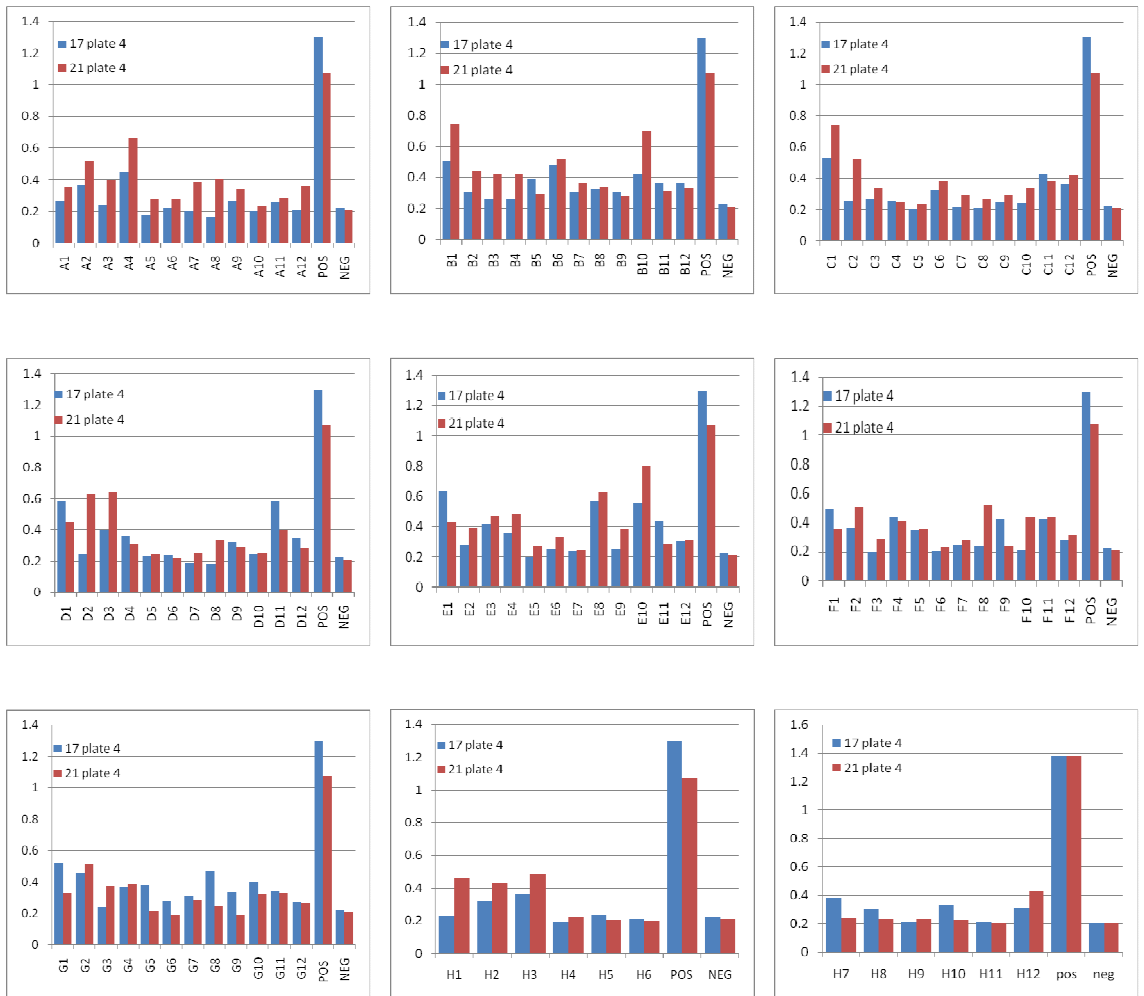 1.4
1.2
1
0.8
0.6
0.4
0.2
0
17 plate 4
21 plate 4
A1 A2 A3 A4 A5 A6 A7 A8 A9 A10 A11 A12 POS NEG
1.4
1.2
1
0.8
0.6
0.4
0.2
0
17 plate 4
21 plate 4
B1 B2 B3 B4 B5 B6 B7 B8 B9 B10 B11 B12 POS NEG
1.4
1.2
1
0.8
0.6
0.4
0.2
0
17 plate 4
21 plate 4
C1 C2 C3 C4 C5 C6 C7 C8 C9 C10 C11 C12 POS NEG
1.4
1.2
1
0.8
0.6
0.4
0.2
0
17 plate 4
21 plate 4
D1 D2 D3 D4 D5 D6 D7 D8 D9 D10 D11 D12 POS NEG
1.4
1.2
1
0.8
0.6
0.4
0.2
0
17 plate 4
21 plate 4
E1 E2 E3 E4 E5 E6 E7 E8 E9 E10 E11 E12 POS NEG
1.4
1.2
1
0.8
0.6
0.4
0.2
0
17 plate 4
21 plate 4
F1 F2 F3 F4 F5 F6 F7 F8 F9 F10 F11 F12 POS NEG
1.4
1.2
1
0.8
0.6
0.4
0.2
0
17 plate 4
21 plate 4
G1 G2 G3 G4 G5 G6 G7 G8 G9 G10 G11 G12 POS NEG
1.4
1.2
1
0.8
0.6
0.4
0.2
0
17 plate 4
21 plate 4
H1 H2 H3 H4 H5 H6 POS NEG
1.6
1.4
1.2
1
0.8
0.6
0.4
0.2
0
17 plate 4
21 plate 4
H7 H8 H9 H10 H11 H12 pos neg